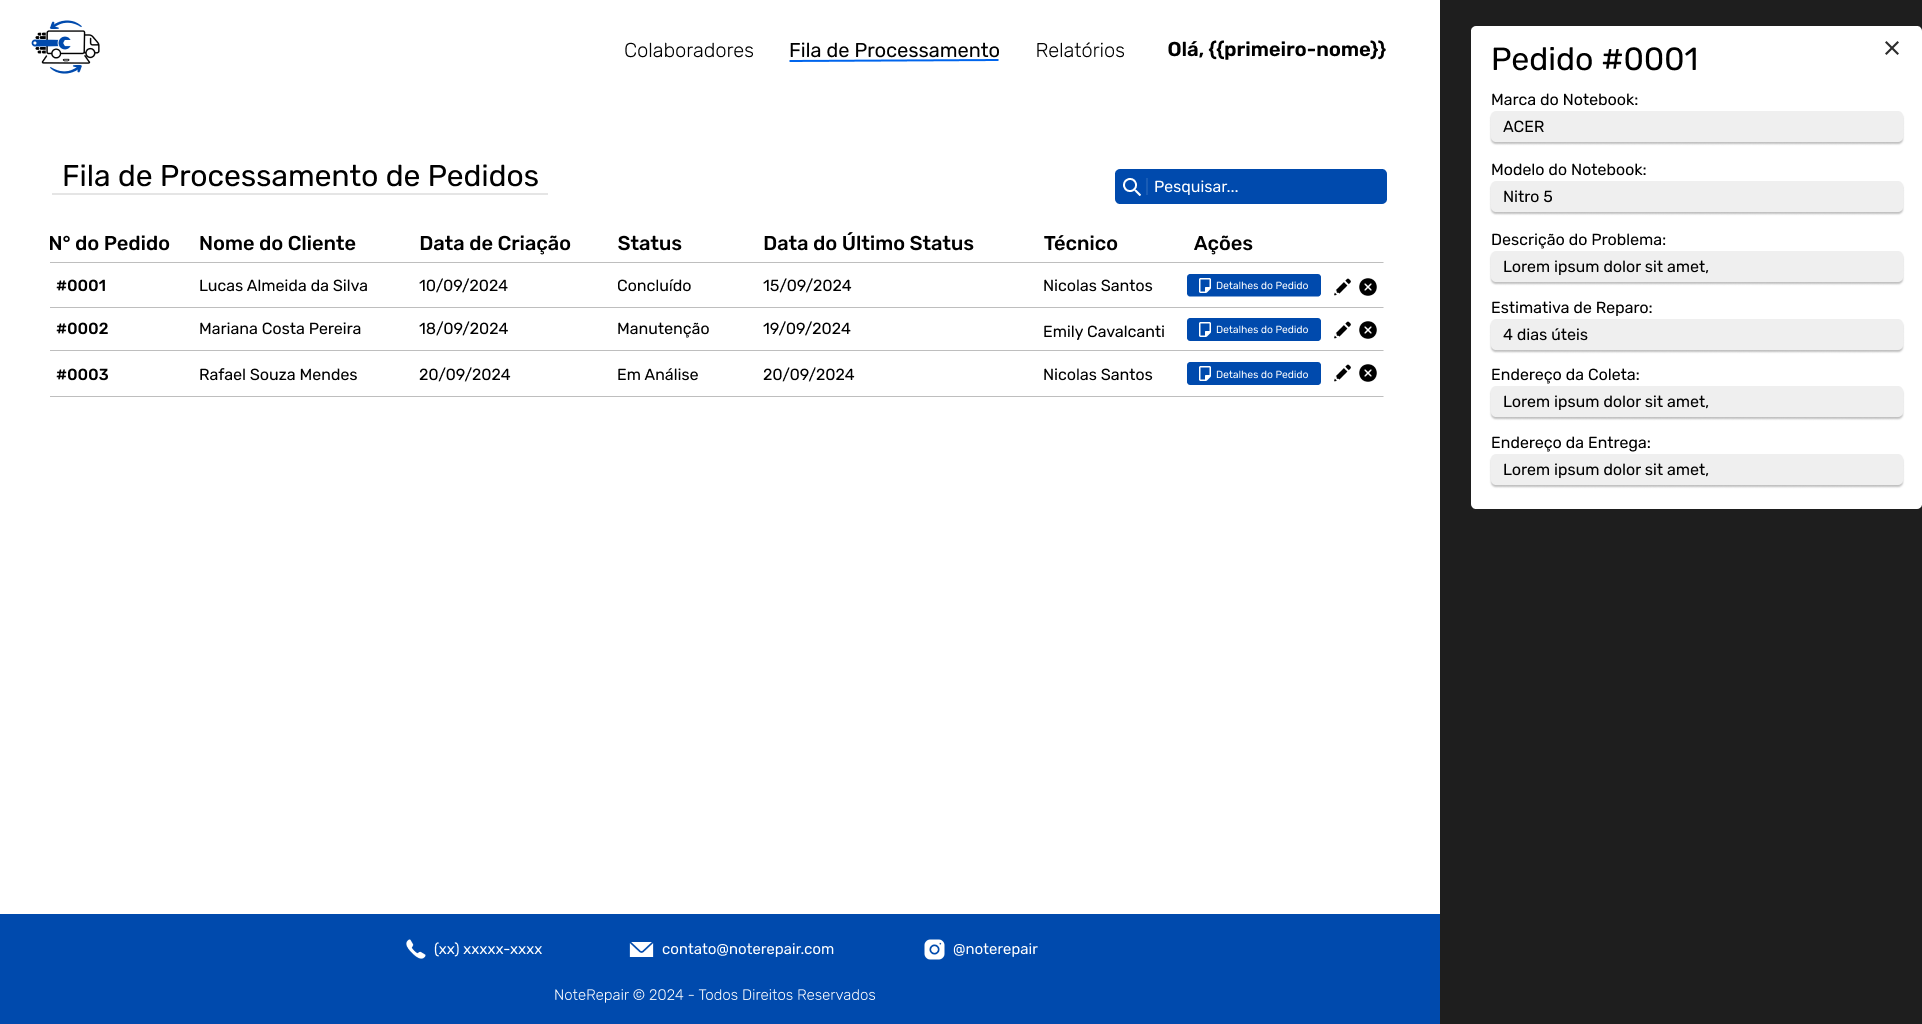 Colaboradores Fila de Processamento Relatórios Olá, {{primeiro-nome}}
Fila de Processamento de Pedidos
Pesquisar...
N° do Pedido Nome do Cliente Data de Criação Status Data do Último Status Técnico Ações
#0001 Lucas Almeida da Silva 10/09/2024 Concluído 15/09/2024 Nicolas Santos Detalhes do Pedido
#0002 Mariana Costa Pereira 18/09/2024 Manutenção 19/09/2024 Emily Cavalcanti Detalhes do Pedido
#0003 Rafael Souza Mendes 20/09/2024 Em Análise 20/09/2024 Nicolas Santos Detalhes do Pedido
(xx) xxxxx-xxxx contato@noterepair.com @noterepair
NoteRepair © 2024 - Todos Direitos Reservados
Pedido #0001
Marca do Notebook:
ACER
Modelo do Notebook:
Nitro 5
Descrição do Problema:
Lorem ipsum dolor sit amet,
Estimativa de Reparo:
4 dias úteis
Endereço da Coleta:
Lorem ipsum dolor sit amet,
Endereço da Entrega:
Lorem ipsum dolor sit amet,